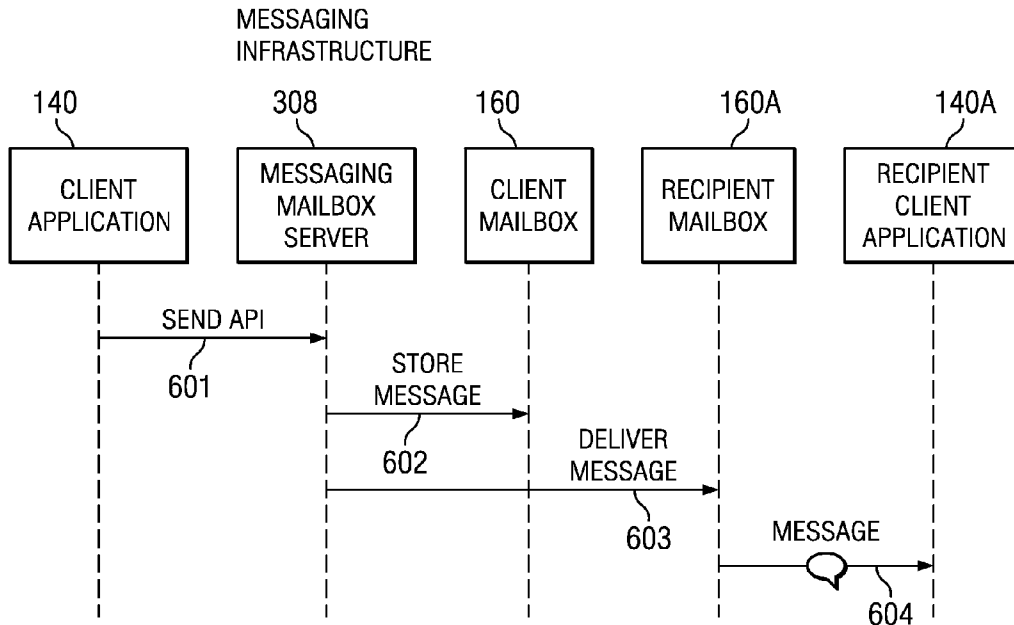 MESSAGING
INFRASTRUCTURE
140
308
160
160A
140A
CLIENT
APPLICATION
MESSAGING
MAILBOX
SERVER
CLIENT
MAILBOX
RECIPIENT
MAILBOX
RECIPIENT
CLIENT
APPLICATION
SEND API
601
STORE
MESSAGE
602
DELIVER
MESSAGE
603
MESSAGE
604